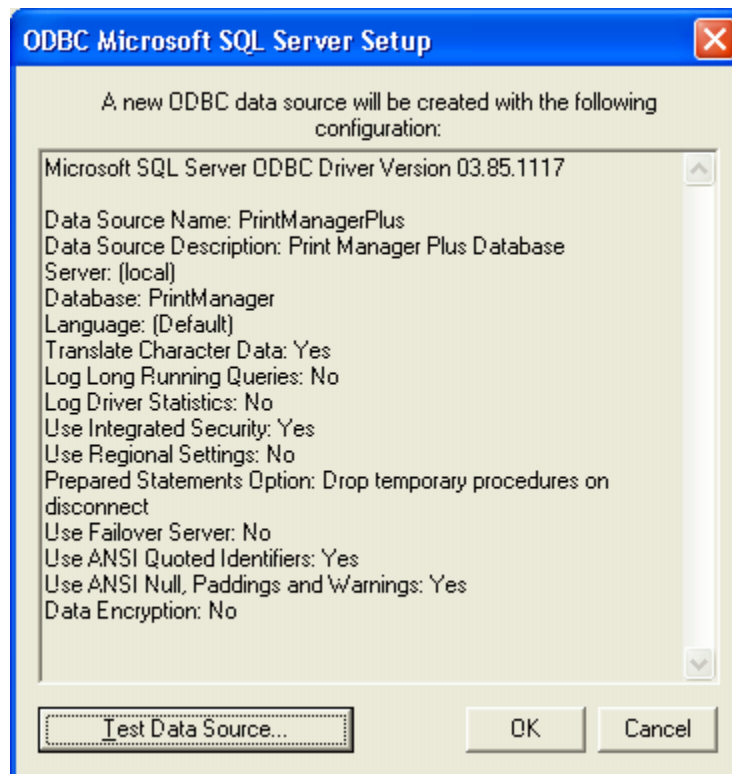 ODBC Microsoft SQL Server Setup
A new ODBC data source will be created with the following
configuration:
Microsoft SQL Server ODBC Driver Version 03.85.1117
Data Source Name: PrintManagerPlus
Data Source Description: Print Manager Plus Database
Server: (local)
Database: PrintManager
Language: (Default)
Translate Character Data: Yes
Log Long Running Queries: No
Log Driver Statistics: No
Use Integrated Security: Yes
Use Regional Settings: No
Prepared Statements Option: Drop temporary procedures on
disconnect
Use Failover Server: No
Use ANSI Quoted Identifiers: Yes
Use ANSI Null, Paddings and Warnings: Yes
Data Encryption: No
Test Data Source...
OK
Cancel